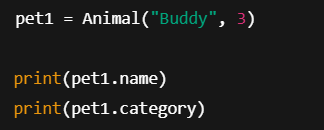 pet1 = Animal("Buddy", 3)
print(pet1.name)
print(pet1.category)